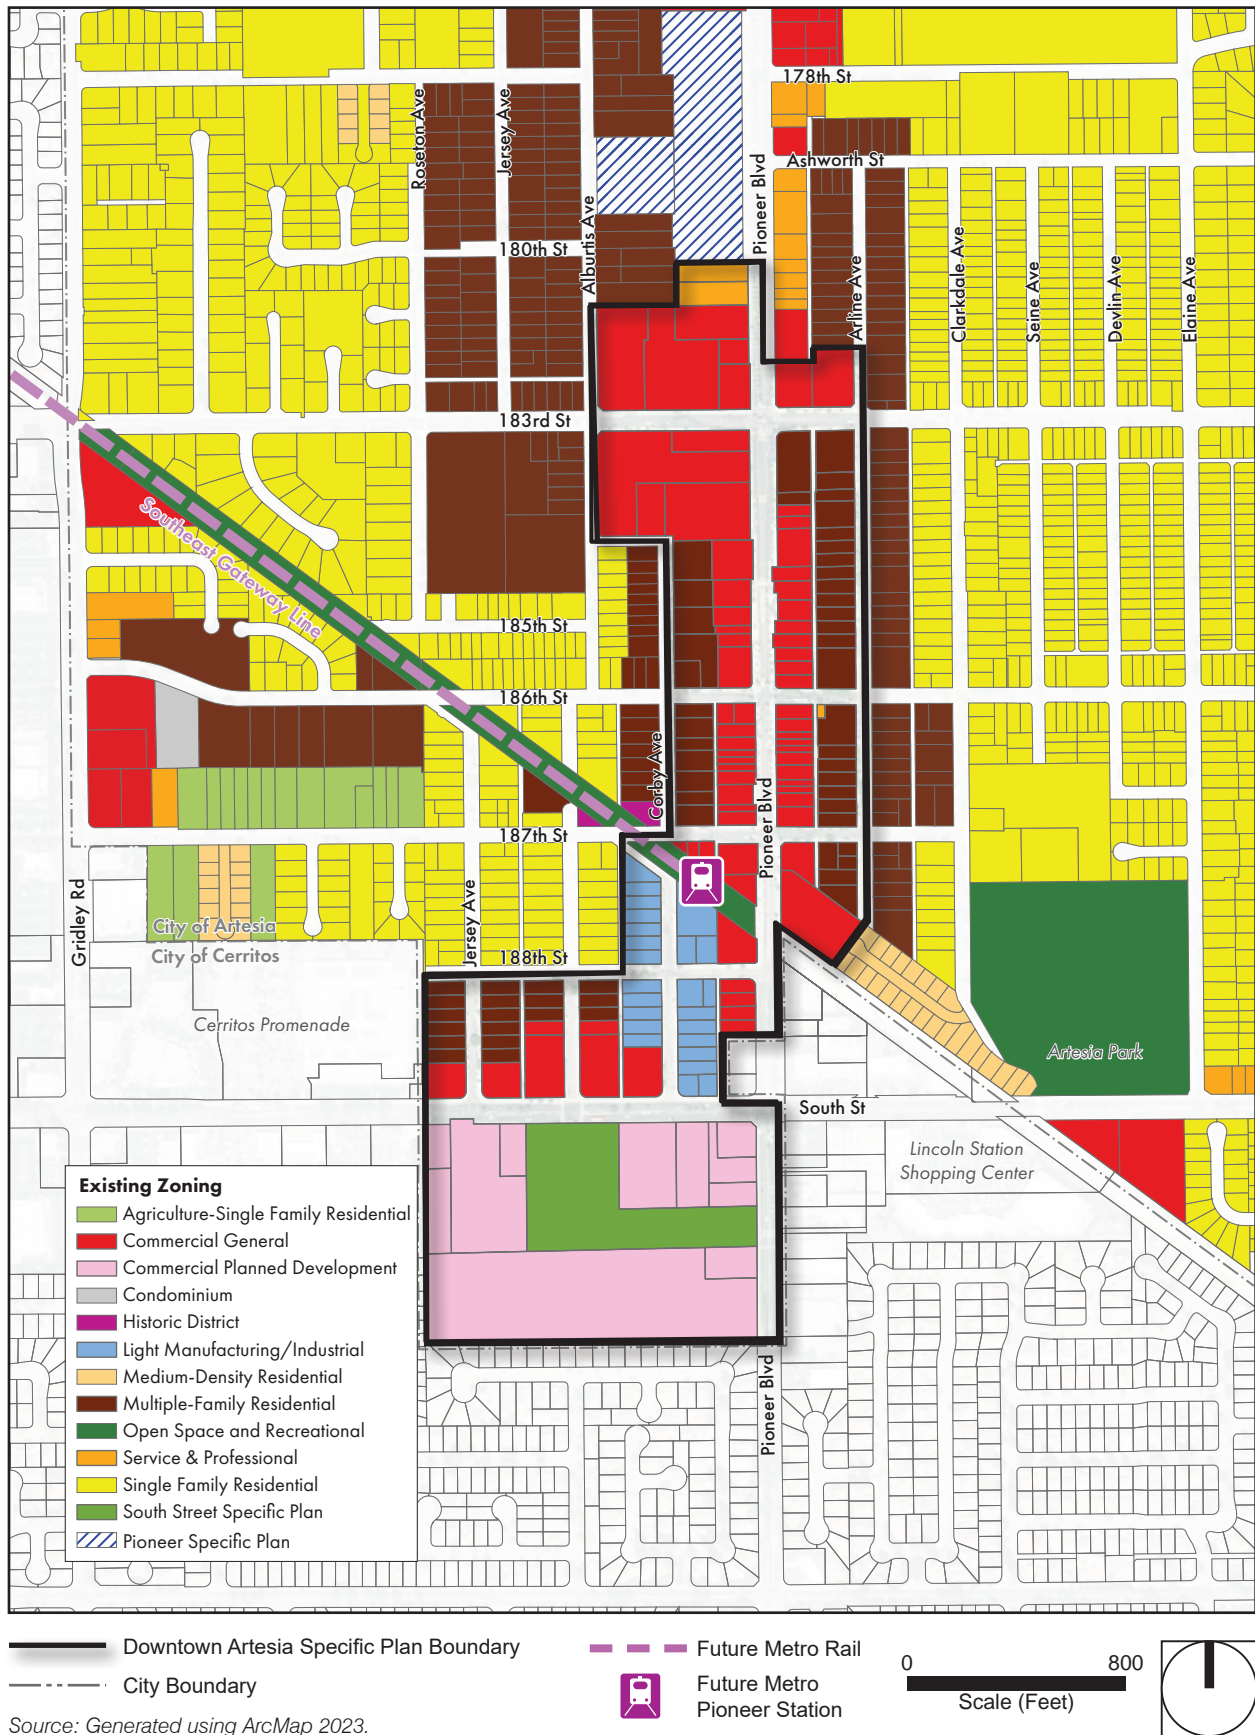 178th St
Ashworth St
Roseton Ave
Jersey Ave
Alburtis Ave
Pioneer Blvd
180th St
Arline Ave
Clarkdale Ave
Seine Ave
Devlin Ave
Elaine Ave
183rd St
Southeast Gateway Line
185th St
186th St
Corby Ave
Pioneer Blvd
187th St
Gridley Rd
Jersey Ave
City of Artesia
City of Cerritos
188th St
Cerritos Promenade
Artesia Park
South St
Lincoln Station
Shopping Center
Existing Zoning
Agriculture-Single Family Residential
Commercial General
Commercial Planned Development
Condominium
Historic District
Light Manufacturing/Industrial
Medium-Density Residential
Multiple-Family Residential
Open Space and Recreational
Service & Professional
Single Family Residential
South Street Specific Plan
Pioneer Specific Plan
Pioneer Blvd
Downtown Artesia Specific Plan Boundary
City Boundary
Future Metro Rail
Future Metro
Pioneer Station
0 800
Scale (Feet)
Source: Generated using ArcMap 2023.